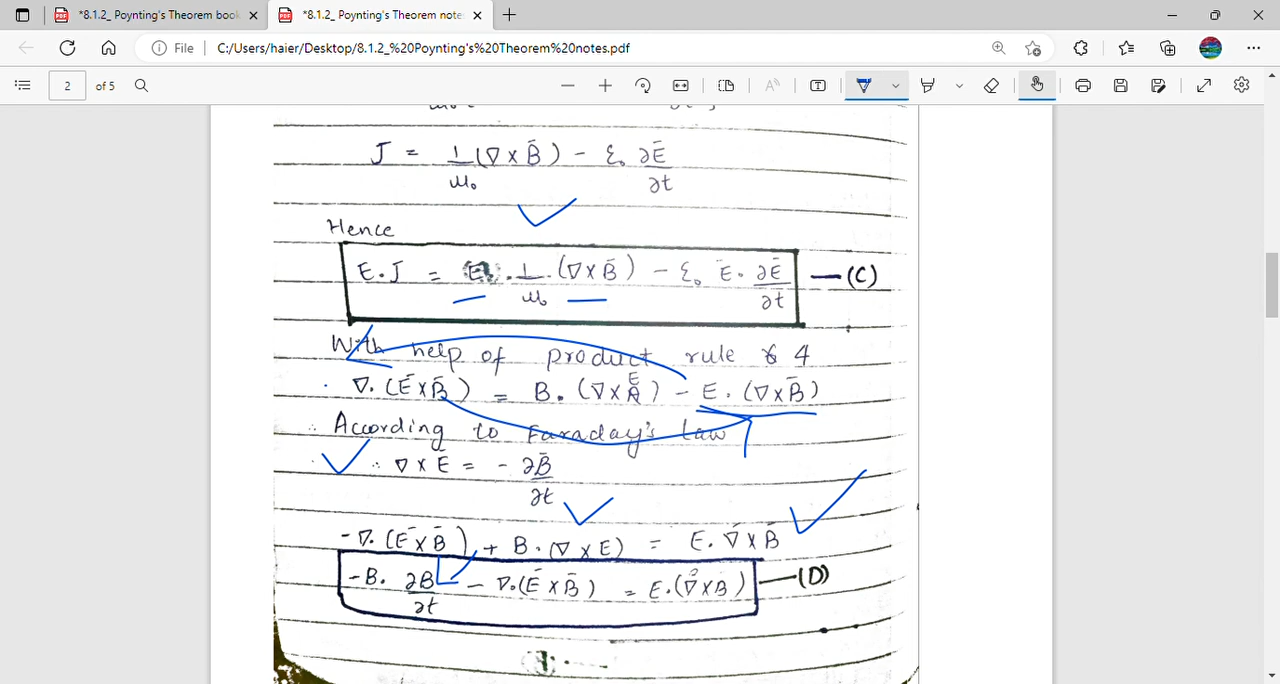 *8.1.2_ Poynting's Theorem book
*8.1.2_ Poynting's Theorem note
File
C:/Users/haier/Desktop/8.1.2_%20Poynting's%20Theorem%20notes.pdf
2 of 5
J = 1/μ₀ (∇ × B̄) − ε₀ ∂Ē/∂t
Hence
E.J = E . 1/μ₀ (∇ × B̄) − ε₀ Ē . ∂Ē/∂t —(C)
With help of product rule 4
∇. (Ē × B̄) = B. (∇ × E) − E. (∇ × B̄)
∴ According to Faraday's law
∴ ∇ × E = − ∂B̄/∂t
−∇. (Ē × B̄) + B. (∇ × E) = E. ∇ × B̄
−B. ∂B/∂t − ∇.(Ē × B̄) = E.(∇ × B) —(D)